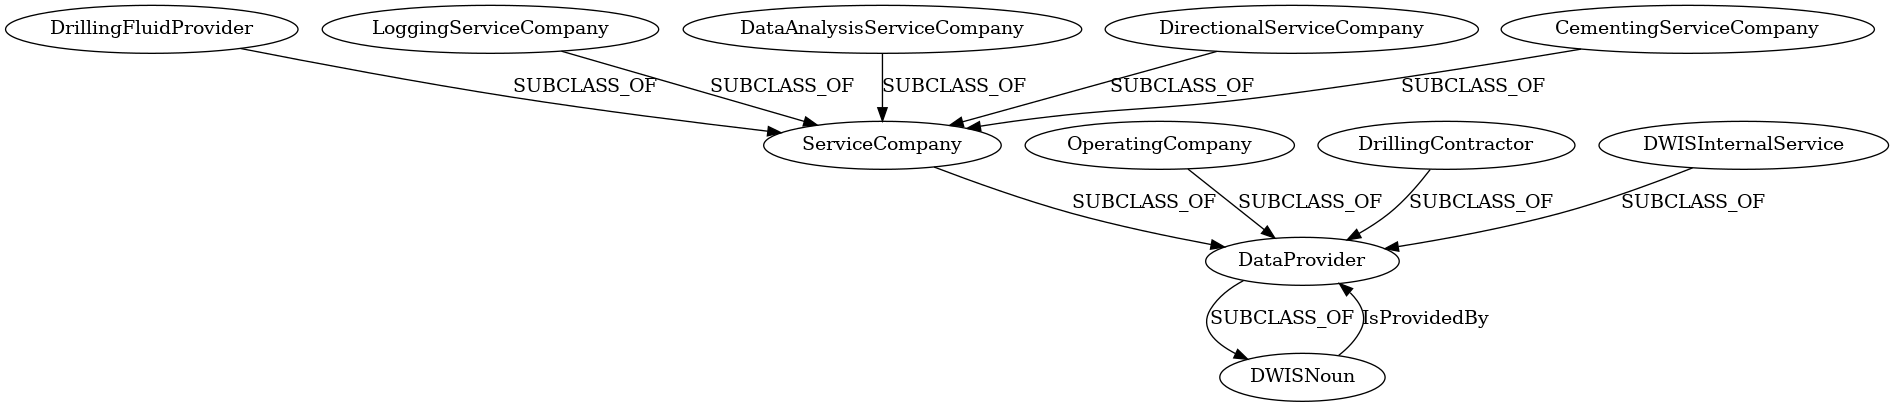 DrillingFluidProvider
LoggingServiceCompany
DataAnalysisServiceCompany
DirectionalServiceCompany
CementingServiceCompany
SUBCLASS_OF
SUBCLASS_OF
SUBCLASS_OF
SUBCLASS_OF
SUBCLASS_OF
ServiceCompany
OperatingCompany
DrillingContractor
DWISInternalService
SUBCLASS_OF
SUBCLASS_OF
SUBCLASS_OF
SUBCLASS_OF
DataProvider
SUBCLASS_OF
IsProvidedBy
DWISNoun